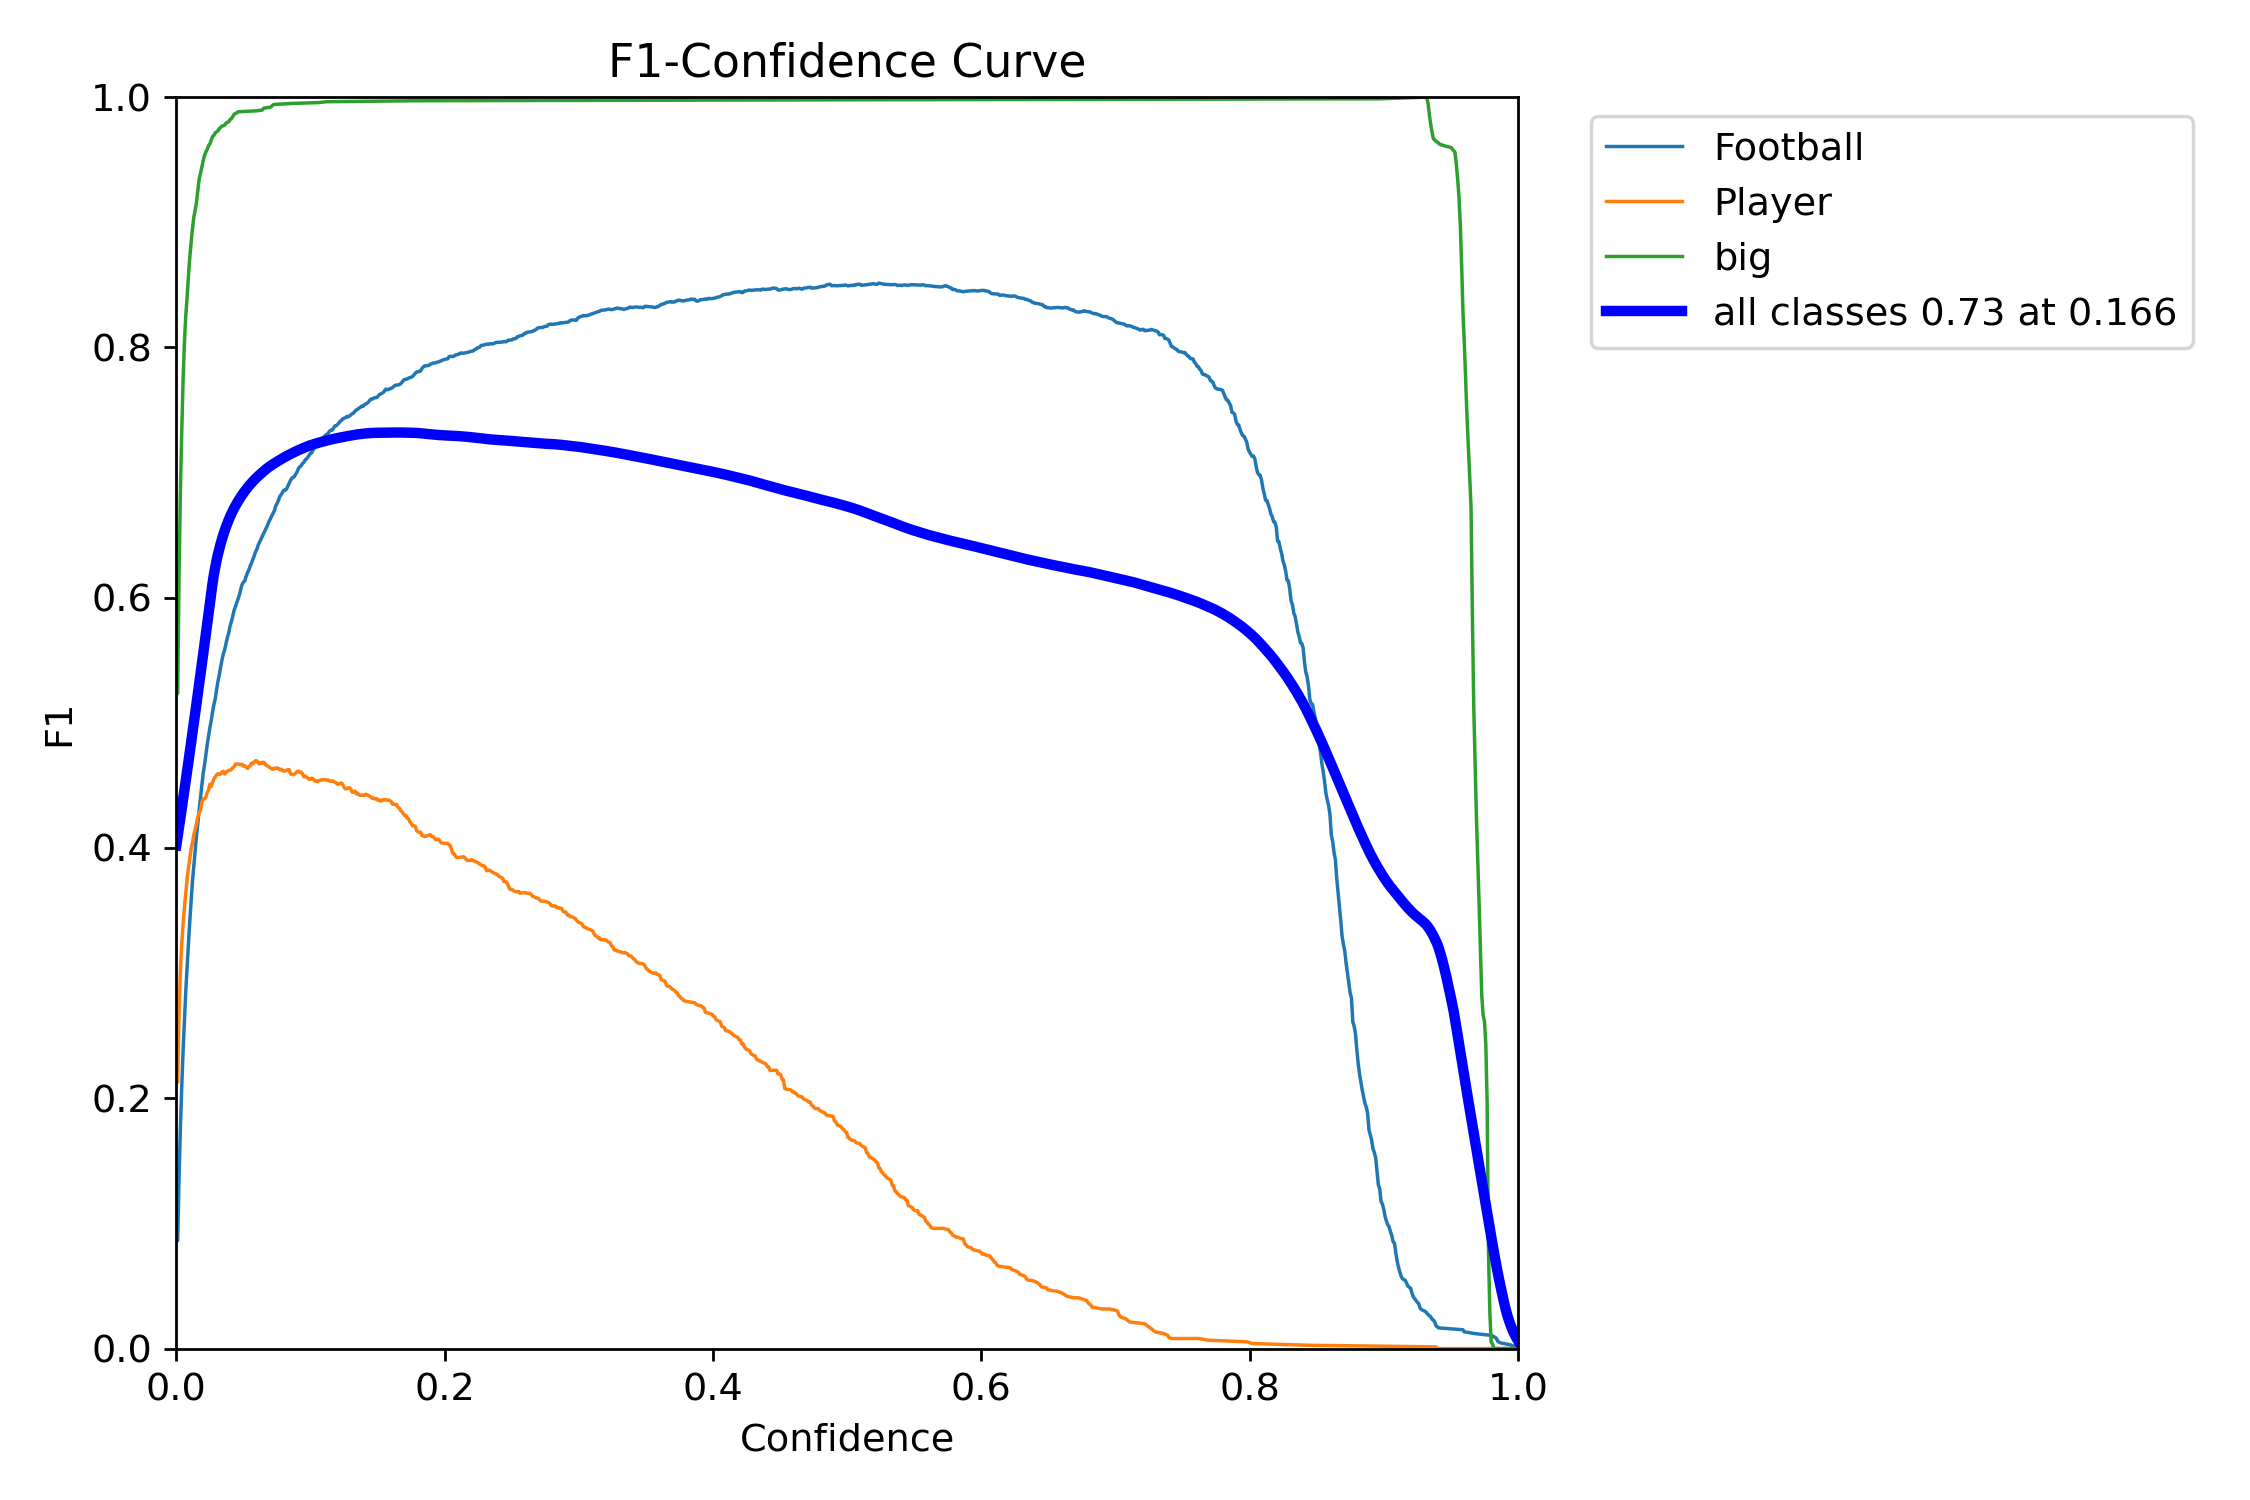 F1-Confidence Curve
1.0
0.8
0.6
0.4
0.2
0.0
F1
0.0 0.2 0.4 0.6 0.8 1.0
Confidence
Football
Player
big
all classes 0.73 at 0.166